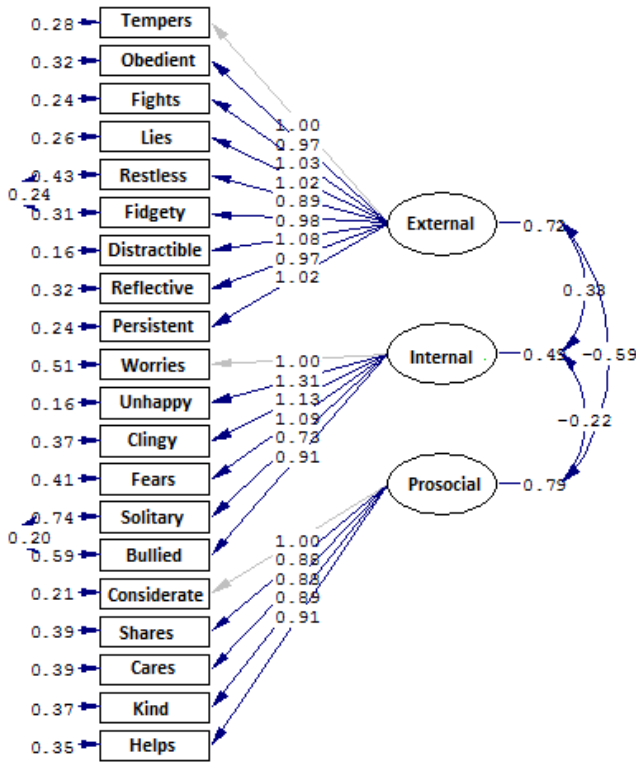 0.28 Tempers
0.32 Obedient
0.24 Fights
0.26 Lies
0.43 Restless
0.24
0.31 Fidgety
0.16 Distractible
0.32 Reflective
0.24 Persistent
0.51 Worries
0.16 Unhappy
0.37 Clingy
0.41 Fears
0.74 Solitary
0.20
0.59 Bullied
0.21 Considerate
0.39 Shares
0.39 Cares
0.37 Kind
0.35 Helps
1.00
0.97
1.03
1.02
0.89
0.98
1.08
0.97
1.02
1.00
1.31
1.13
1.09
0.73
0.91
1.00
0.88
0.88
0.89
0.91
External 0.72
Internal 0.49 -0.59
-0.22
Prosocial 0.79